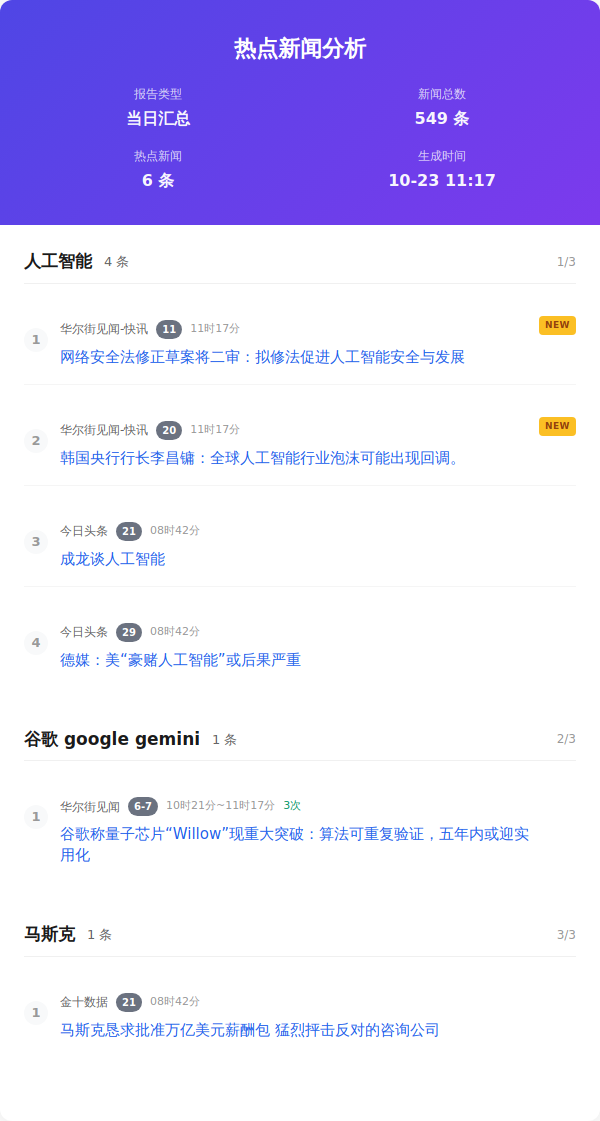 热点新闻分析
报告类型
新闻总数
当日汇总
549 条
热点新闻
生成时间
6 条
10-23 11:17
人工智能 4 条 1/3
1 华尔街见闻-快讯 11 11时17分 NEW
网络安全法修正草案将二审：拟修法促进人工智能安全与发展
2 华尔街见闻-快讯 20 11时17分 NEW
韩国央行行长李昌镛：全球人工智能行业泡沫可能出现回调。
3 今日头条 21 08时42分
成龙谈人工智能
4 今日头条 29 08时42分
德媒：美“豪赌人工智能”或后果严重
谷歌 google gemini 1 条 2/3
1 华尔街见闻 6-7 10时21分~11时17分 3次
谷歌称量子芯片“Willow”现重大突破：算法可重复验证，五年内或迎实
用化
马斯克 1 条 3/3
1 金十数据 21 08时42分
马斯克恳求批准万亿美元薪酬包 猛烈抨击反对的咨询公司